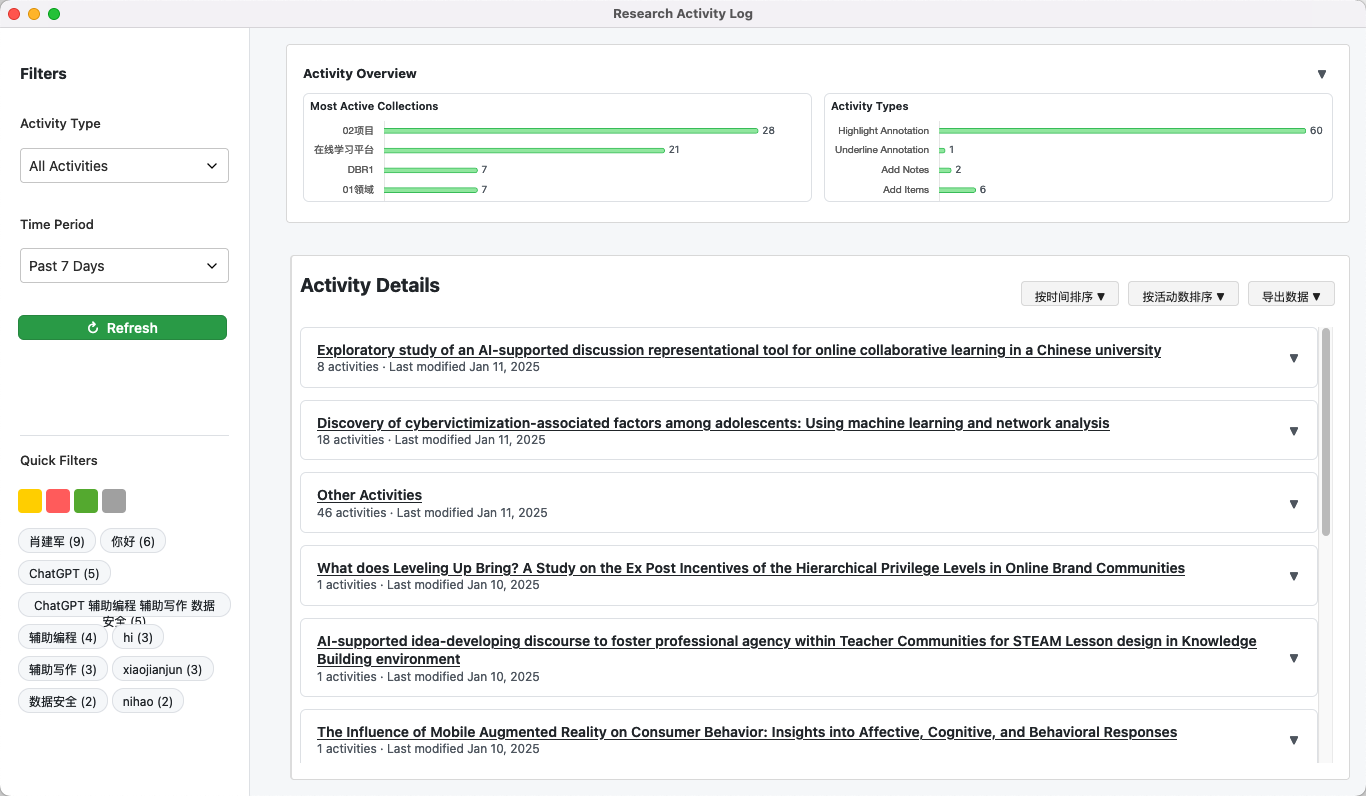 Research Activity Log
Filters
Activity Type
All Activities
Time Period
Past 7 Days
Refresh
Quick Filters
肖建军 (9)
你好 (6)
ChatGPT (5)
ChatGPT 辅助编程 辅助写作 数据
安全 (5)
辅助编程 (4)
hi (3)
辅助写作 (3)
xiaojianjun (3)
数据安全 (2)
nihao (2)
Activity Overview
Most Active Collections
02项目 28
在线学习平台 21
DBR1 7
01领域 7
Activity Types
Highlight Annotation 60
Underline Annotation 1
Add Notes 2
Add Items 6
Activity Details
按时间排序 ▼
按活动数排序 ▼
导出数据 ▼
Exploratory study of an AI-supported discussion representational tool for online collaborative learning in a Chinese university
8 activities · Last modified Jan 11, 2025
Discovery of cybervictimization-associated factors among adolescents: Using machine learning and network analysis
18 activities · Last modified Jan 11, 2025
Other Activities
46 activities · Last modified Jan 11, 2025
What does Leveling Up Bring? A Study on the Ex Post Incentives of the Hierarchical Privilege Levels in Online Brand Communities
1 activities · Last modified Jan 10, 2025
AI-supported idea-developing discourse to foster professional agency within Teacher Communities for STEAM Lesson design in Knowledge
Building environment
1 activities · Last modified Jan 10, 2025
The Influence of Mobile Augmented Reality on Consumer Behavior: Insights into Affective, Cognitive, and Behavioral Responses
1 activities · Last modified Jan 10, 2025